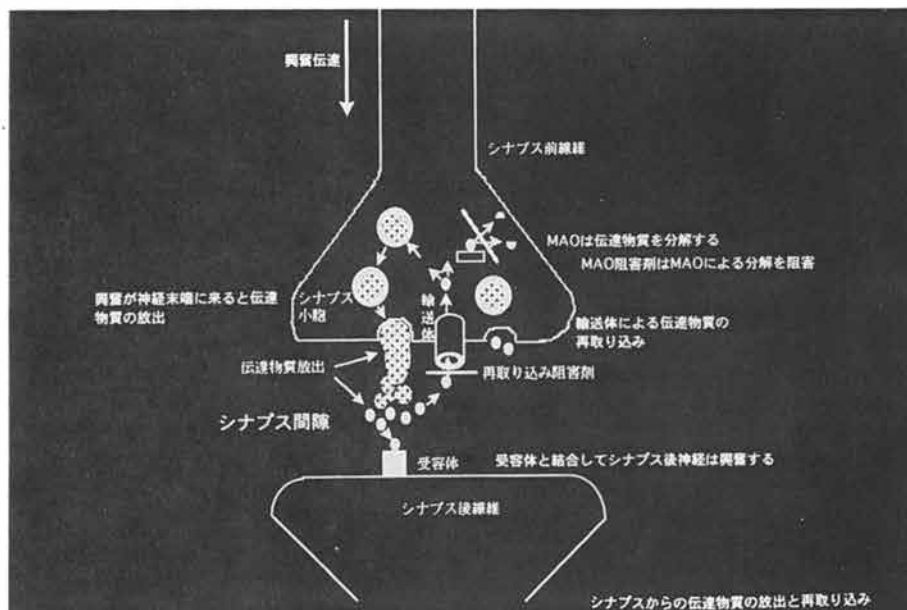 興奮伝達
シナプス前線維
MAOは伝達物質を分解する
MAO阻害剤はMAOによる分解を阻害
興奮が神経末端に来ると伝達
物質の放出
シナプス
小胞
輸送体
輸送体による伝達物質の
再取り込み
伝達物質放出
再取り込み阻害剤
シナプス間隙
受容体
受容体と結合してシナプス後神経は興奮する
シナプス後線維
シナプスからの伝達物質の放出と再取り込み